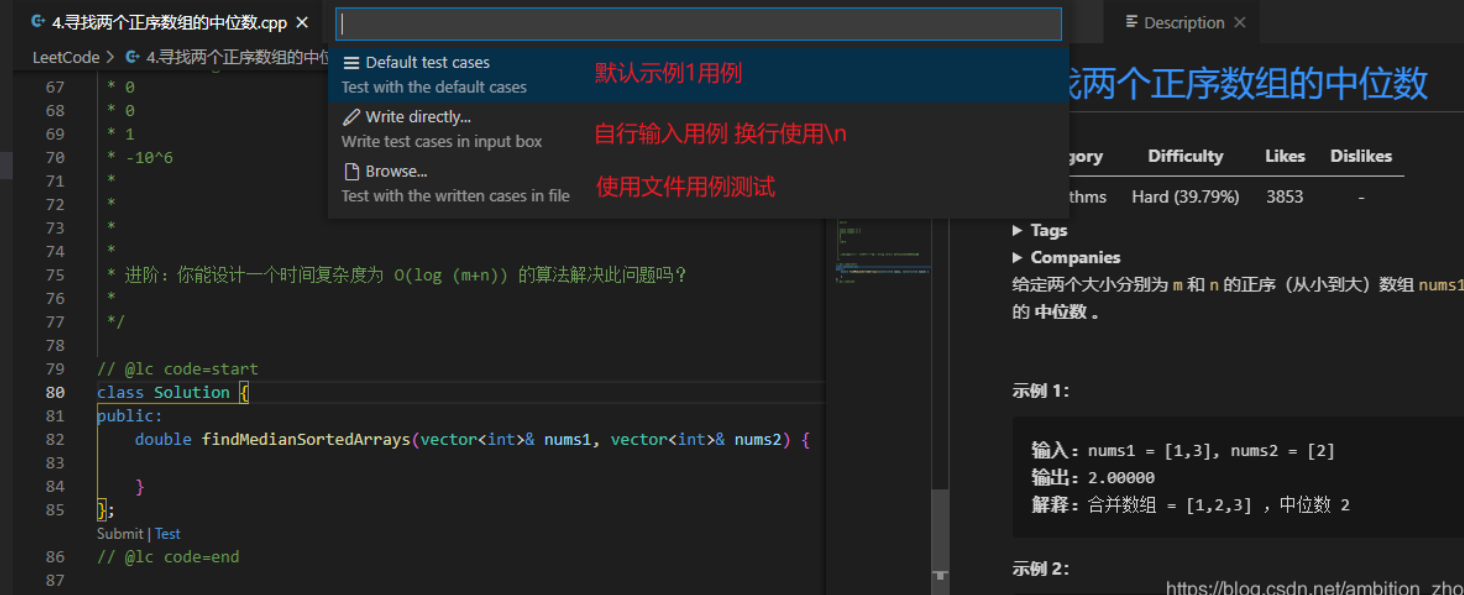 4.寻找两个正序数组的中位数.cpp ×
Description ×
LeetCode > 4.寻找两个正序数组的中位
Default test cases
Test with the default cases
默认示例1用例
Write directly...
Write test cases in input box
自行输入用例 换行使用\n
Browse...
Test with the written cases in file
使用文件用例测试
67 * 0
68 * 0
69 * 1
70 * -10^6
71 *
72 *
73 *
74 *
75 * 进阶：你能设计一个时间复杂度为 O(log (m+n)) 的算法解决此问题吗？
76 *
77 */
78
79 // @lc code=start
80 class Solution {
81 public:
82 double findMedianSortedArrays(vector<int>& nums1, vector<int>& nums2) {
83
84 }
85 };
Submit | Test
86 // @lc code=end
87
找两个正序数组的中位数
gory Difficulty Likes Dislikes
thms Hard (39.79%) 3853 -
Tags
Companies
给定两个大小分别为 m 和 n 的正序（从小到大）数组 nums1
的 中位数 。
示例 1：
输入：nums1 = [1,3], nums2 = [2]
输出：2.00000
解释：合并数组 = [1,2,3] ，中位数 2
示例 2：
https://blog.csdn.net/ambition_zho